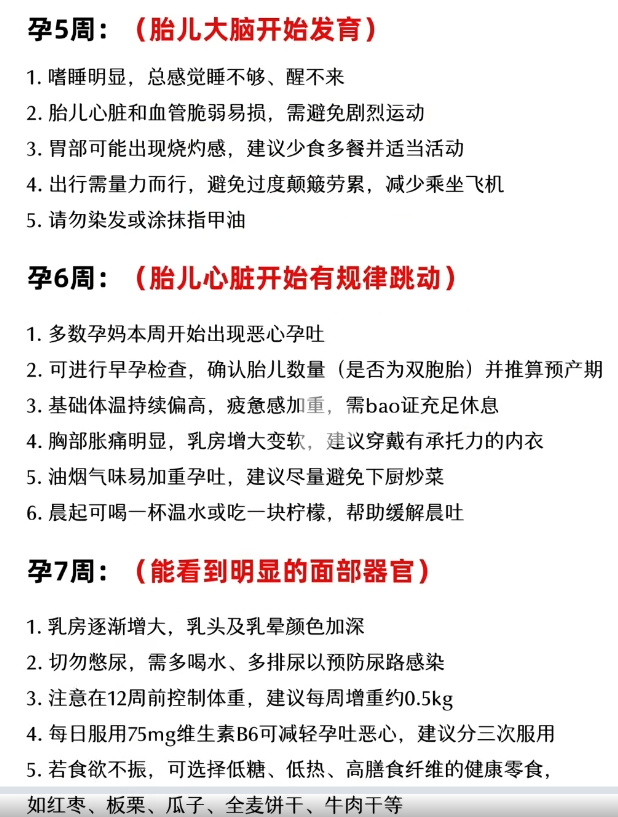 孕5周：（胎儿大脑开始发育）
1. 嗜睡明显，总感觉睡不够、醒不来
2. 胎儿心脏和血管脆弱易损，需避免剧烈运动
3. 胃部可能出现烧灼感，建议少食多餐并适当活动
4. 出行需量力而行，避免过度颠簸劳累，减少乘坐飞机
5. 请勿染发或涂抹指甲油
孕6周：（胎儿心脏开始有规律跳动）
1. 多数孕妈本周开始出现恶心孕吐
2. 可进行早孕检查，确认胎儿数量（是否为双胞胎）并推算预产期
3. 基础体温持续偏高，疲惫感加重，需bao证充足休息
4. 胸部胀痛明显，乳房增大变软，建议穿戴有承托力的内衣
5. 油烟气味易加重孕吐，建议尽量避免下厨炒菜
6. 晨起可喝一杯温水或吃一块柠檬，帮助缓解晨吐
孕7周：（能看到明显的面部器官）
1. 乳房逐渐增大，乳头及乳晕颜色加深
2. 切勿憋尿，需多喝水、多排尿以预防尿路感染
3. 注意在12周前控制体重，建议每周增重约0.5kg
4. 每日服用75mg维生素B6可减轻孕吐恶心，建议分三次服用
5. 若食欲不振，可选择低糖、低热、高膳食纤维的健康零食，
如红枣、板栗、瓜子、全麦饼干、牛肉干等